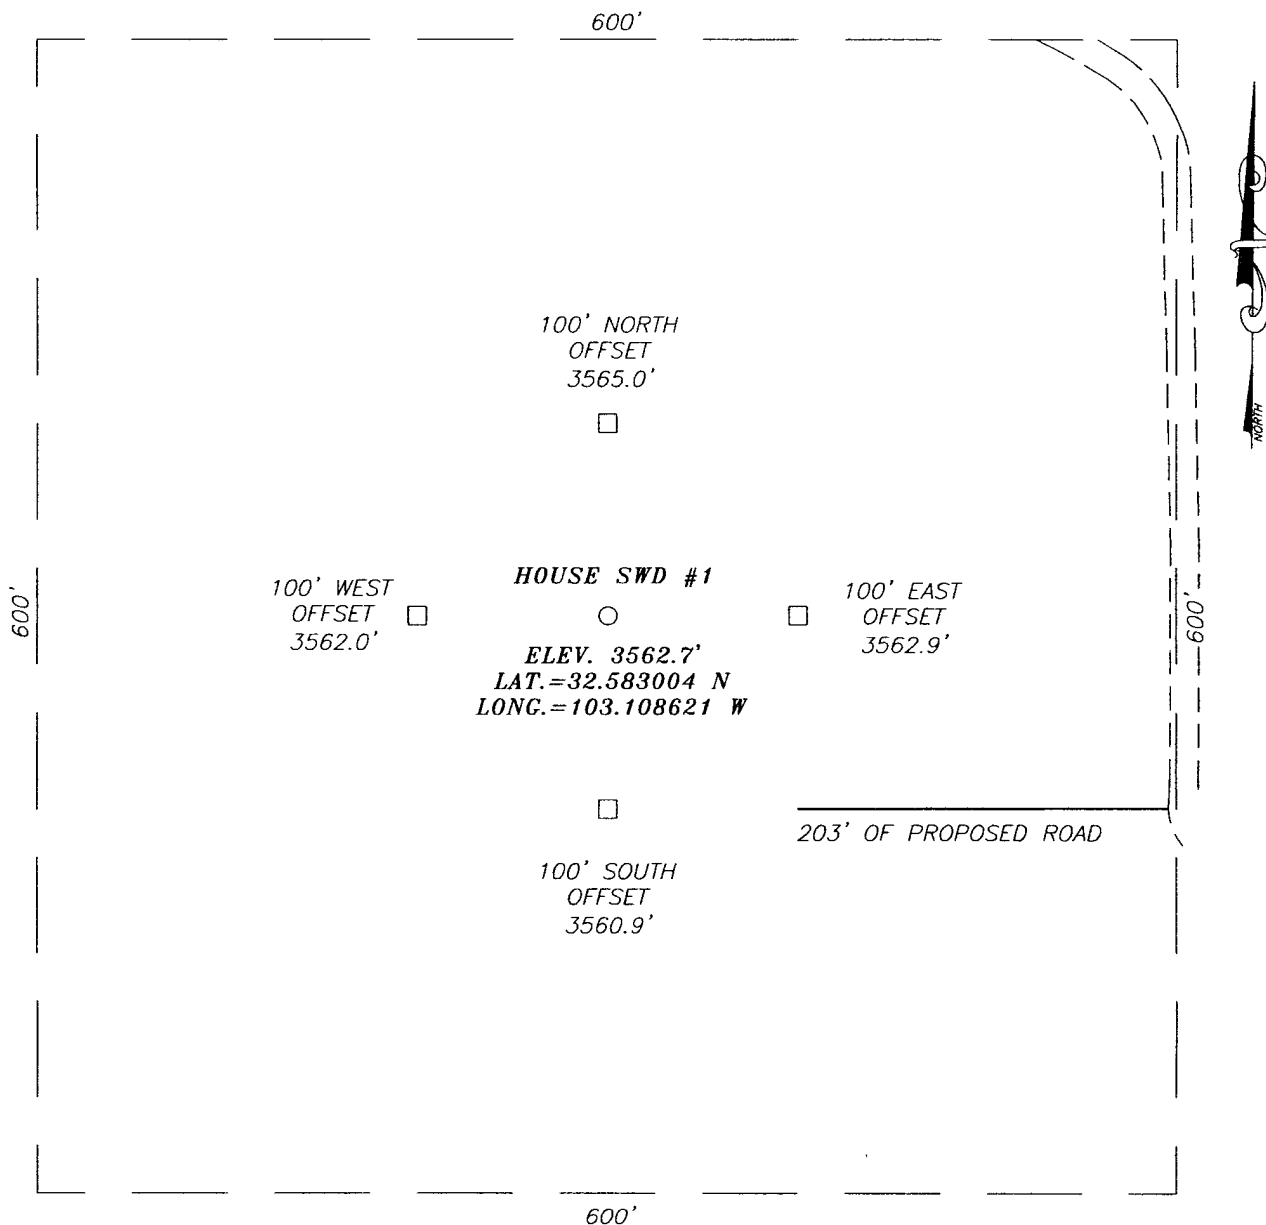 600'
NORTH
100' NORTH
OFFSET
3565.0'
600'
100' WEST
OFFSET
3562.0'
HOUSE SWD #1
ELEV. 3562.7'
LAT.=32.583004 N
LONG.=103.108621 W
100' EAST
OFFSET
3562.9'
600'
203' OF PROPOSED ROAD
100' SOUTH
OFFSET
3560.9'
600'